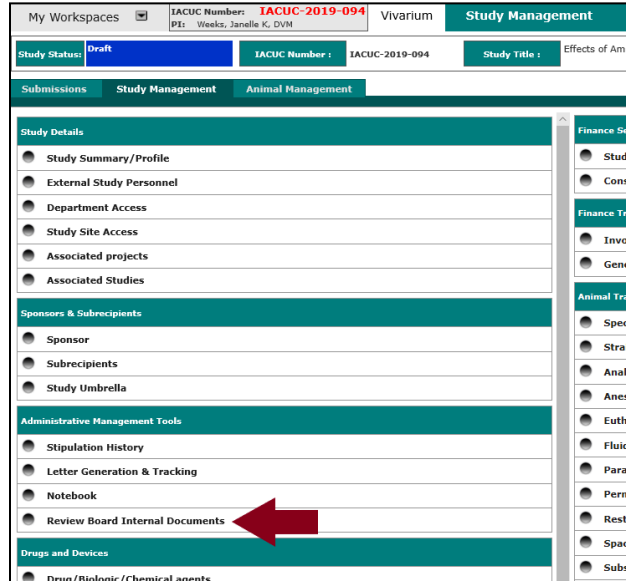 My Workspaces
IACUC Number: IACUC-2019-094
PI: Weeks, Janelle K, DVM
Vivarium
Study Management
Study Status: Draft
IACUC Number : IACUC-2019-094
Study Title : Effects of Am
Submissions Study Management Animal Management
Study Details
Study Summary/Profile
External Study Personnel
Department Access
Study Site Access
Associated projects
Associated Studies
Sponsors & Subrecipients
Sponsor
Subrecipients
Study Umbrella
Administrative Management Tools
Stipulation History
Letter Generation & Tracking
Notebook
Review Board Internal Documents
Drugs and Devices
Drug/Biologic/Chemical agents
Finance Se
Stud
Cons
Finance Tr
Invo
Gene
Animal Tra
Spec
Stra
Anal
Anes
Euth
Fluid
Para
Perm
Rest
Spac
Subs